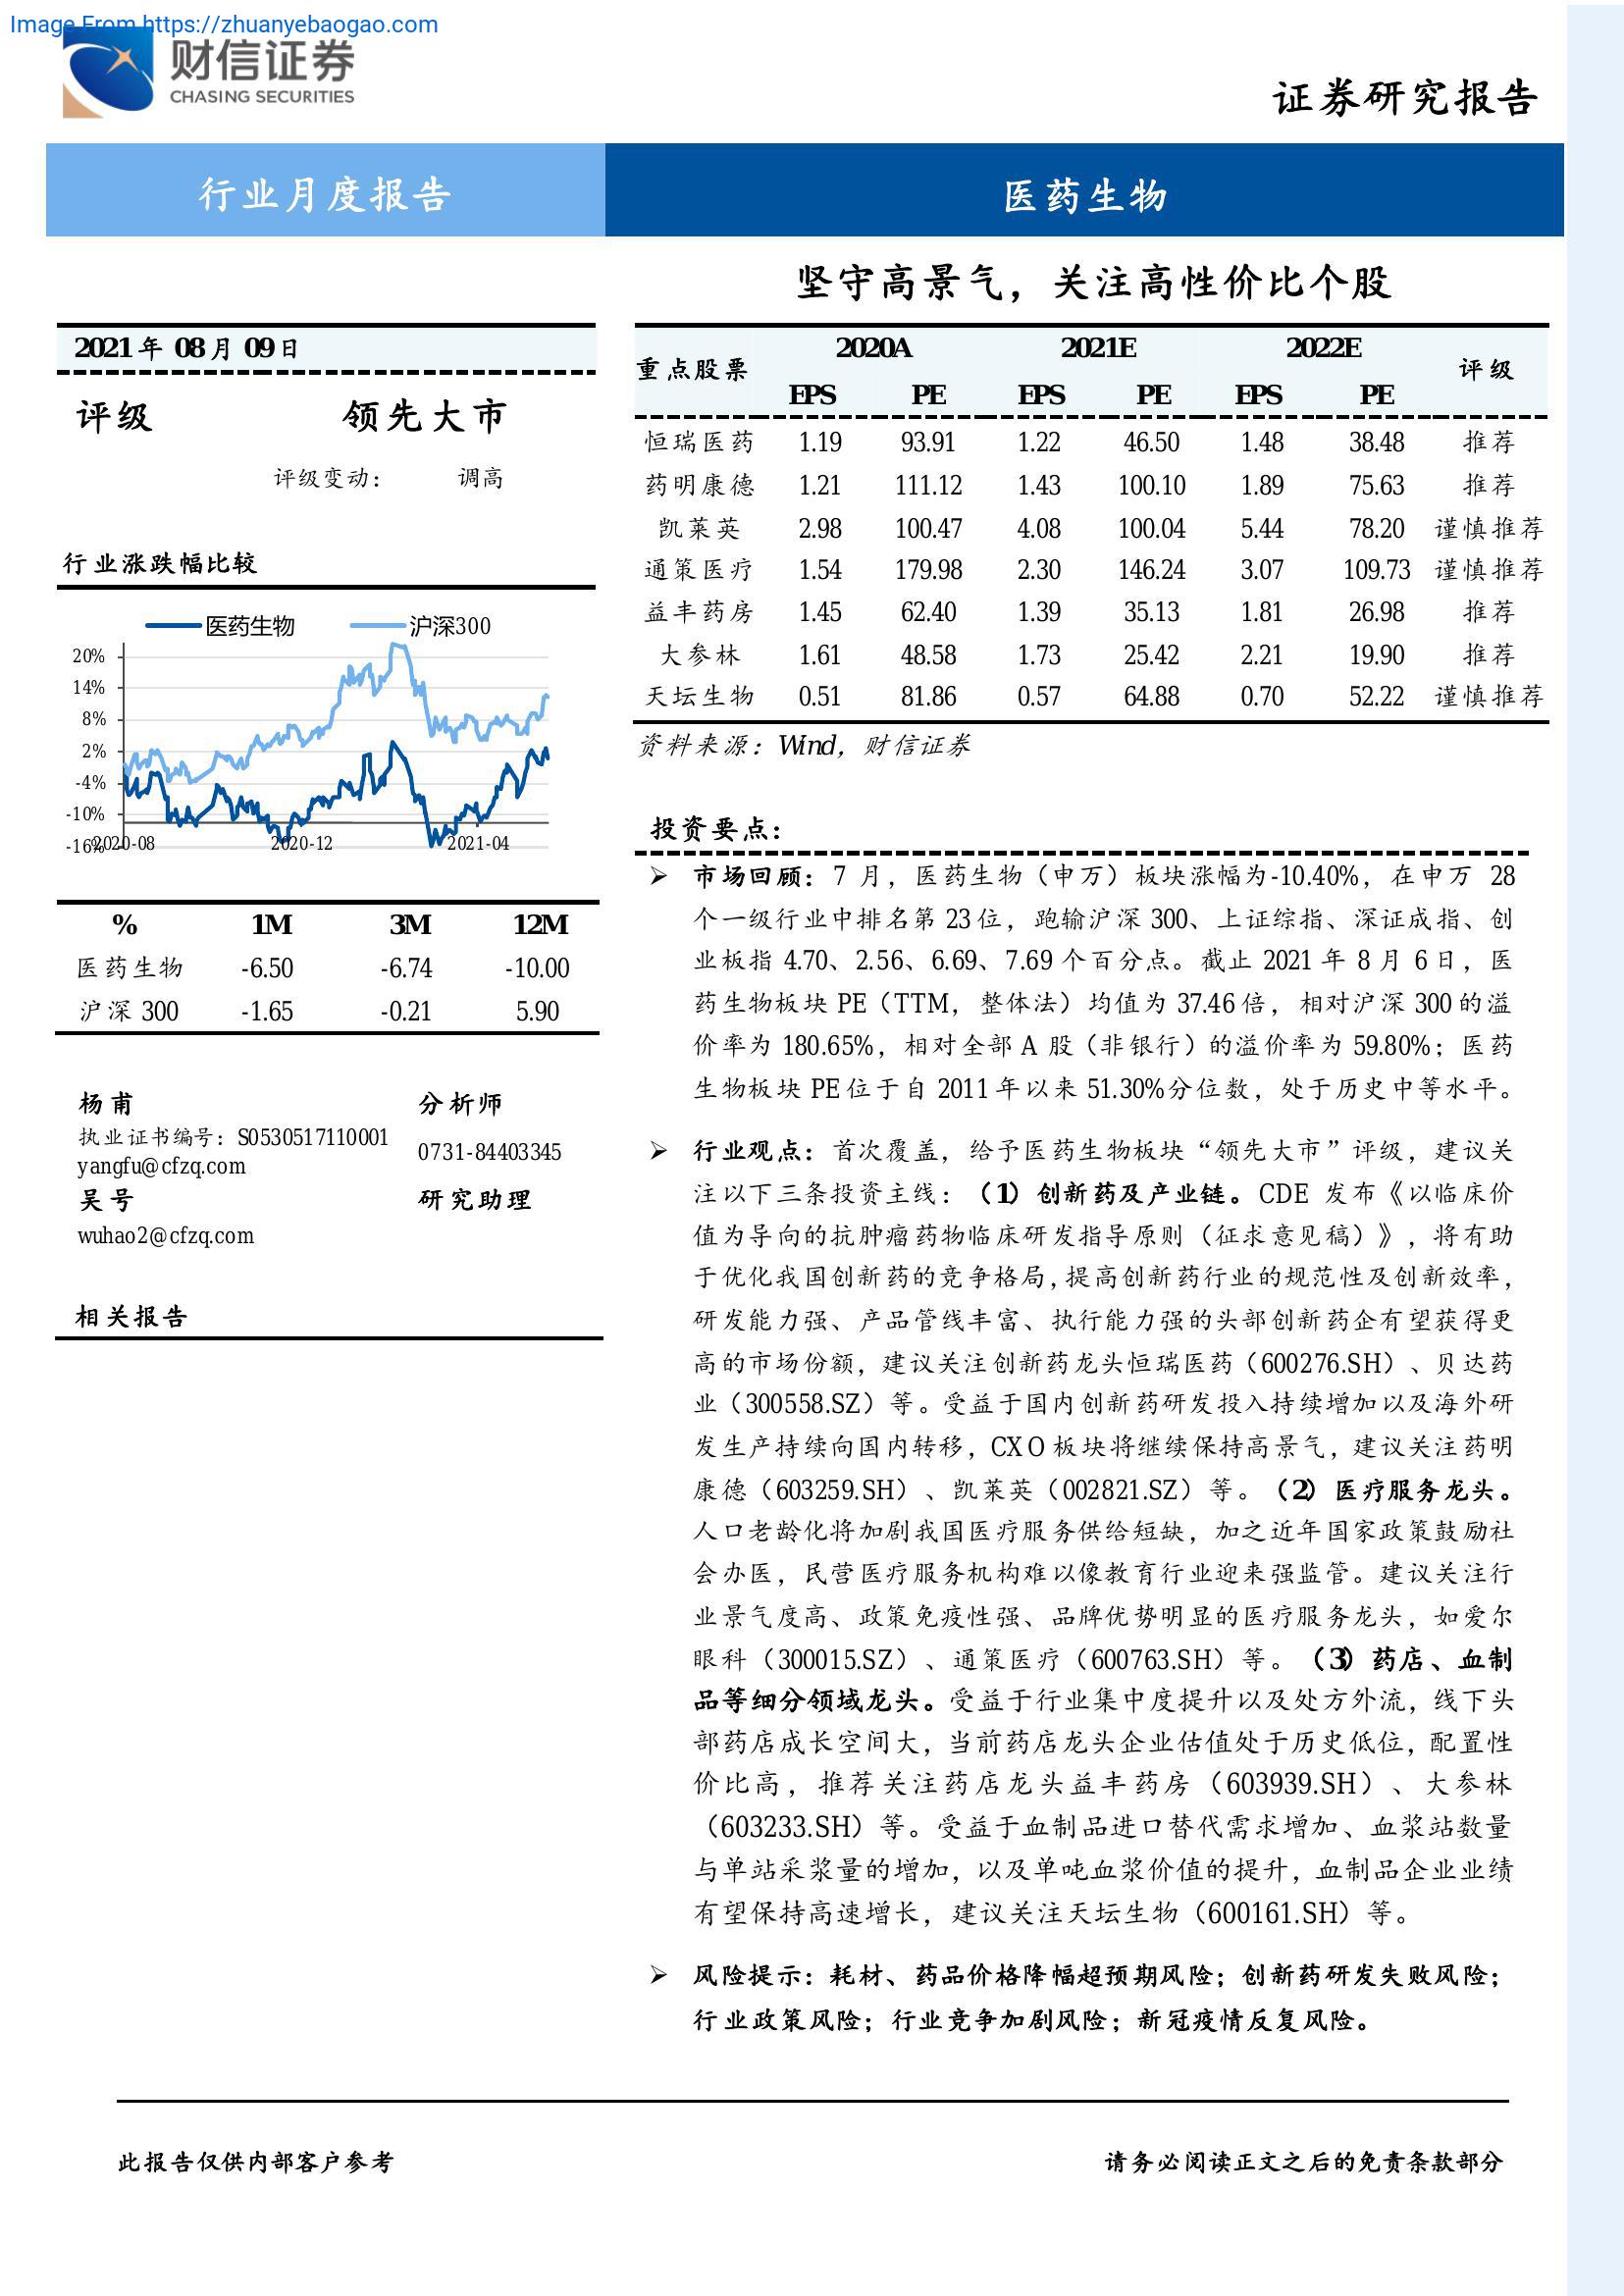 Image From https://zhuanyebaogao.com
财信证券
CHASING SECURITIES
证券研究报告
行业月度报告
医药生物
坚守高景气，关注高性价比个股
2021年 08月 09日
评级 领先大市
评级变动： 调高
行业涨跌幅比较
医药生物 沪深300
20%
14%
8%
2%
-4%
-10%
-16%
2020-08 2020-12 2021-04
% 1M 3M 12M
医药生物 -6.50 -6.74 -10.00
沪深 300 -1.65 -0.21 5.90
杨甫 分析师
执业证书编号：S0530517110001 0731-84403345
yangfu@cfzq.com
吴号 研究助理
wuhao2@cfzq.com
相关报告
重点股票 2020A 2021E 2022E 评级
EPS PE EPS PE EPS PE
恒瑞医药 1.19 93.91 1.22 46.50 1.48 38.48 推荐
药明康德 1.21 111.12 1.43 100.10 1.89 75.63 推荐
凯莱英 2.98 100.47 4.08 100.04 5.44 78.20 谨慎推荐
通策医疗 1.54 179.98 2.30 146.24 3.07 109.73 谨慎推荐
益丰药房 1.45 62.40 1.39 35.13 1.81 26.98 推荐
大参林 1.61 48.58 1.73 25.42 2.21 19.90 推荐
天坛生物 0.51 81.86 0.57 64.88 0.70 52.22 谨慎推荐
资料来源：Wind，财信证券
投资要点：
➢ 市场回顾：7 月，医药生物（申万）板块涨幅为-10.40%，在申万 28
个一级行业中排名第 23 位，跑输沪深 300、上证综指、深证成指、创
业板指 4.70、2.56、6.69、7.69 个百分点。截止 2021 年 8 月 6 日，医
药生物板块 PE（TTM，整体法）均值为 37.46 倍，相对沪深 300 的溢
价率为 180.65%，相对全部 A 股（非银行）的溢价率为 59.80%；医药
生物板块 PE 位于自 2011 年以来 51.30%分位数，处于历史中等水平。
➢ 行业观点：首次覆盖，给予医药生物板块“领先大市”评级，建议关
注以下三条投资主线：（1）创新药及产业链。CDE 发布《以临床价
值为导向的抗肿瘤药物临床研发指导原则（征求意见稿）》，将有助
于优化我国创新药的竞争格局，提高创新药行业的规范性及创新效率，
研发能力强、产品管线丰富、执行能力强的头部创新药企有望获得更
高的市场份额，建议关注创新药龙头恒瑞医药（600276.SH）、贝达药
业（300558.SZ）等。受益于国内创新药研发投入持续增加以及海外研
发生产持续向国内转移，CXO 板块将继续保持高景气，建议关注药明
康德（603259.SH）、凯莱英（002821.SZ）等。（2）医疗服务龙头。
人口老龄化将加剧我国医疗服务供给短缺，加之近年国家政策鼓励社
会办医，民营医疗服务机构难以像教育行业迎来强监管。建议关注行
业景气度高、政策免疫性强、品牌优势明显的医疗服务龙头，如爱尔
眼科（300015.SZ）、通策医疗（600763.SH）等。（3）药店、血制
品等细分领域龙头。受益于行业集中度提升以及处方外流，线下头
部药店成长空间大，当前药店龙头企业估值处于历史低位，配置性
价比高，推荐关注药店龙头益丰药房（603939.SH）、大参林
（603233.SH）等。受益于血制品进口替代需求增加、血浆站数量
与单站采浆量的增加，以及单吨血浆价值的提升，血制品企业业绩
有望保持高速增长，建议关注天坛生物（600161.SH）等。
➢ 风险提示：耗材、药品价格降幅超预期风险；创新药研发失败风险；
行业政策风险；行业竞争加剧风险；新冠疫情反复风险。
此报告仅供内部客户参考
请务必阅读正文之后的免责条款部分